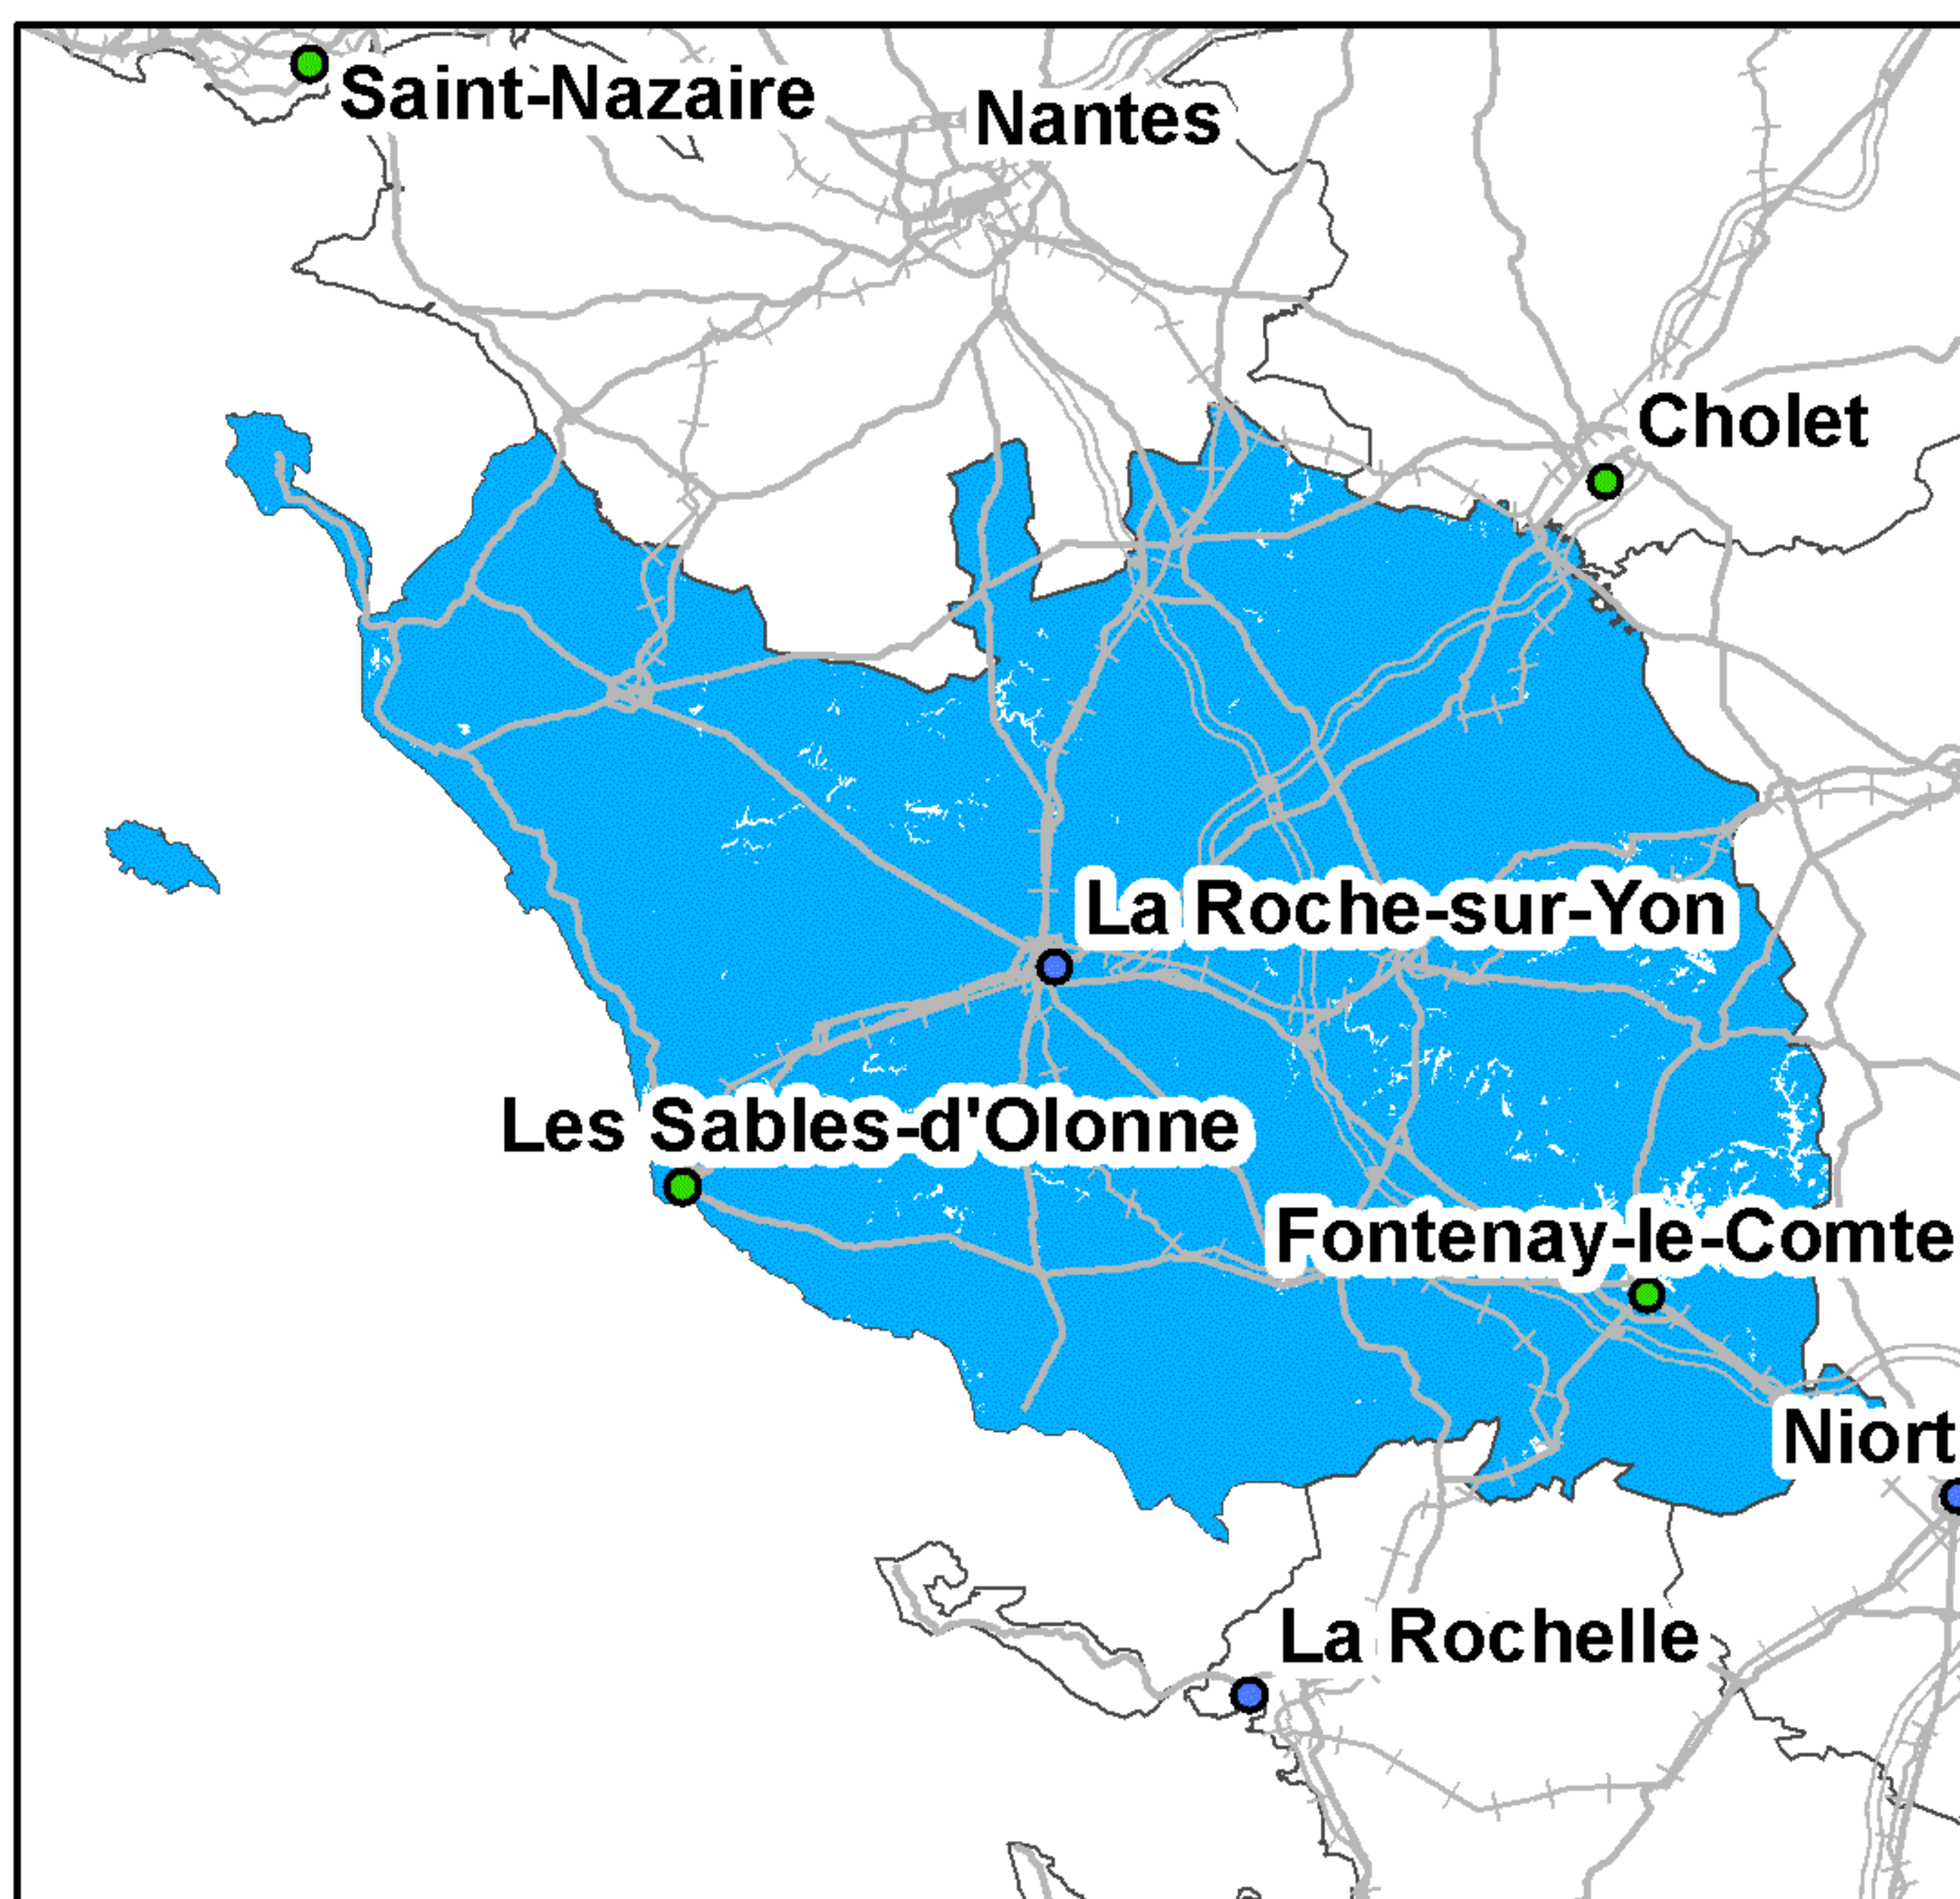 Saint-Nazaire
Nantes
Cholet
La Roche-sur-Yon
Les Sables-d'Olonne
Fontenay-le-Comte
Niort
La Rochelle